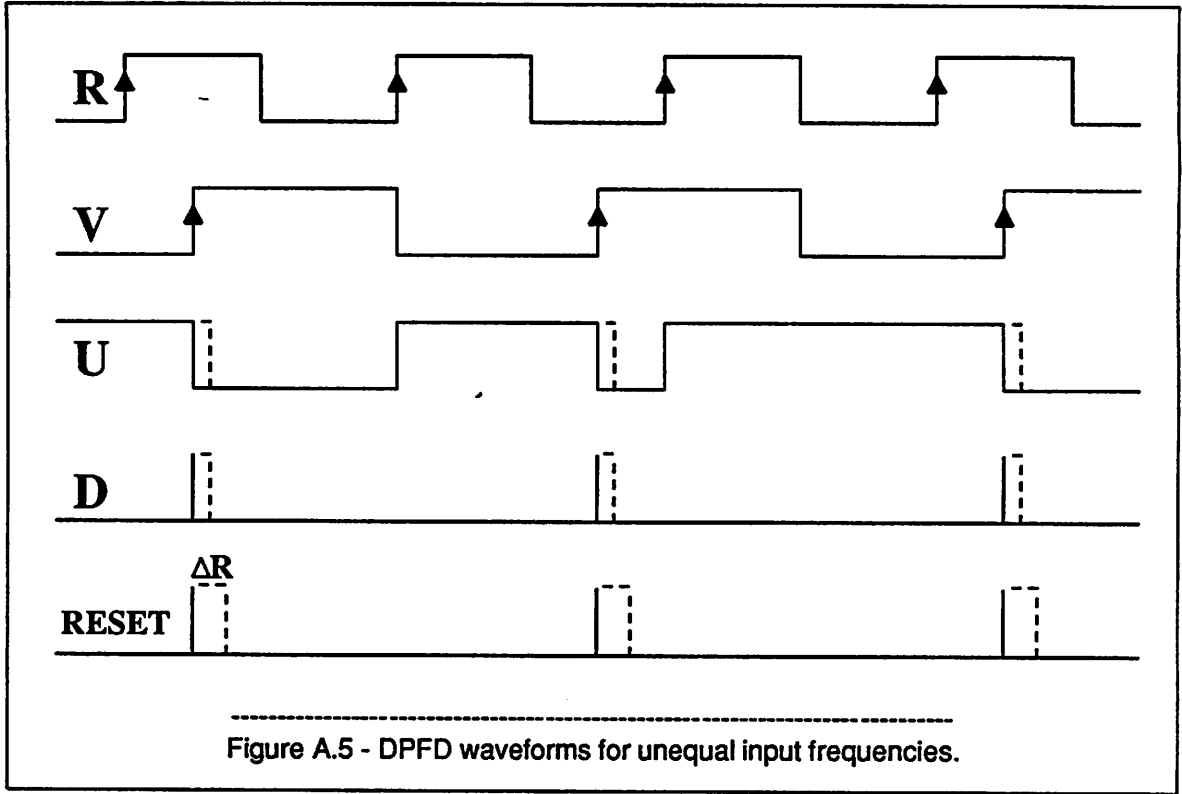 R
V
U
D
ΔR
RESET
Figure A.5 - DPFD waveforms for unequal input frequencies.